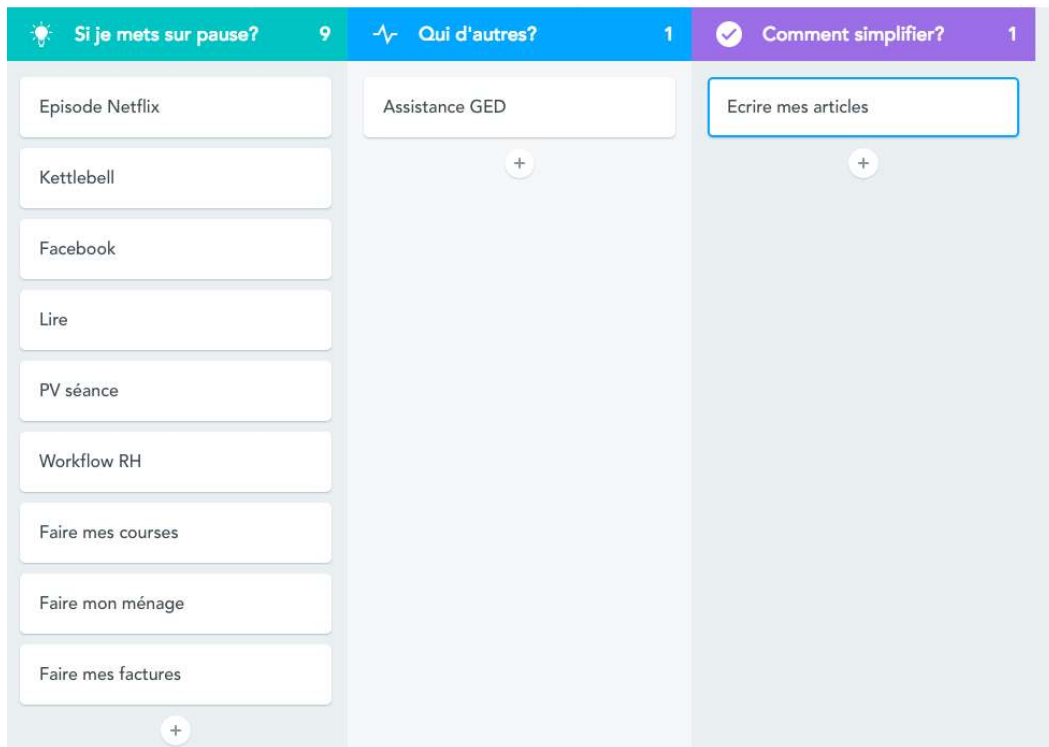 Si je mets sur pause? 9
Episode Netflix
Kettlebell
Facebook
Lire
PV séance
Workflow RH
Faire mes courses
Faire mon ménage
Faire mes factures
+
Qui d'autres? 1
Assistance GED
+
Comment simplifier? 1
Ecrire mes articles
+